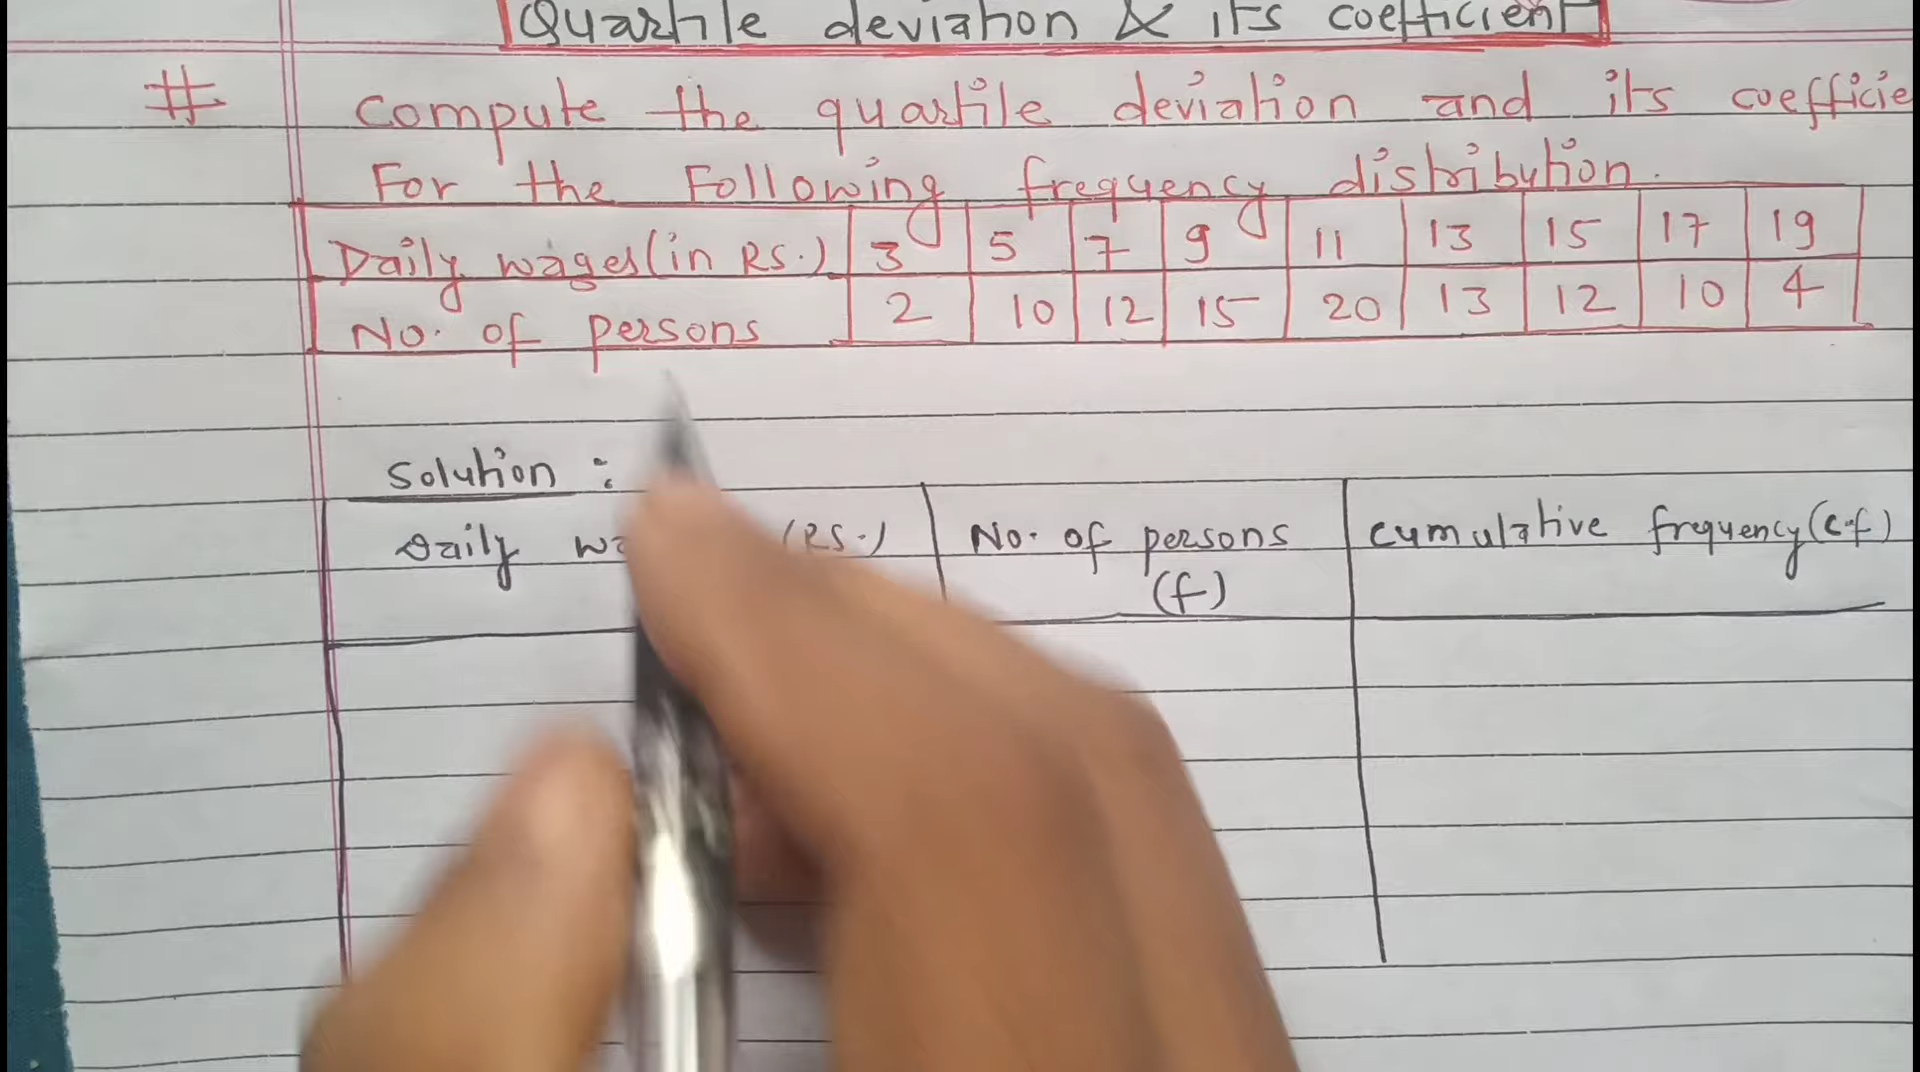 Quartile deviation & its coefficient
# Compute the quartile deviation and its coefficie
For the Following frequency distribution.
Daily wages (in RS.) 3 5 7 9 11 13 15 17 19
No. of persons 2 10 12 15 20 13 12 10 4
Solution :
Daily (RS.) No. of persons (f) cumulative frequency (c.f)